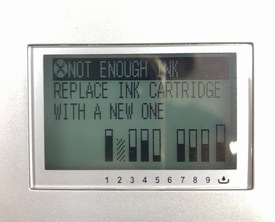 NOT ENOUGH INK
REPLACE INK CARTRIDGE
WITH A NEW ONE
1 2 3 4 5 6 7 8 9